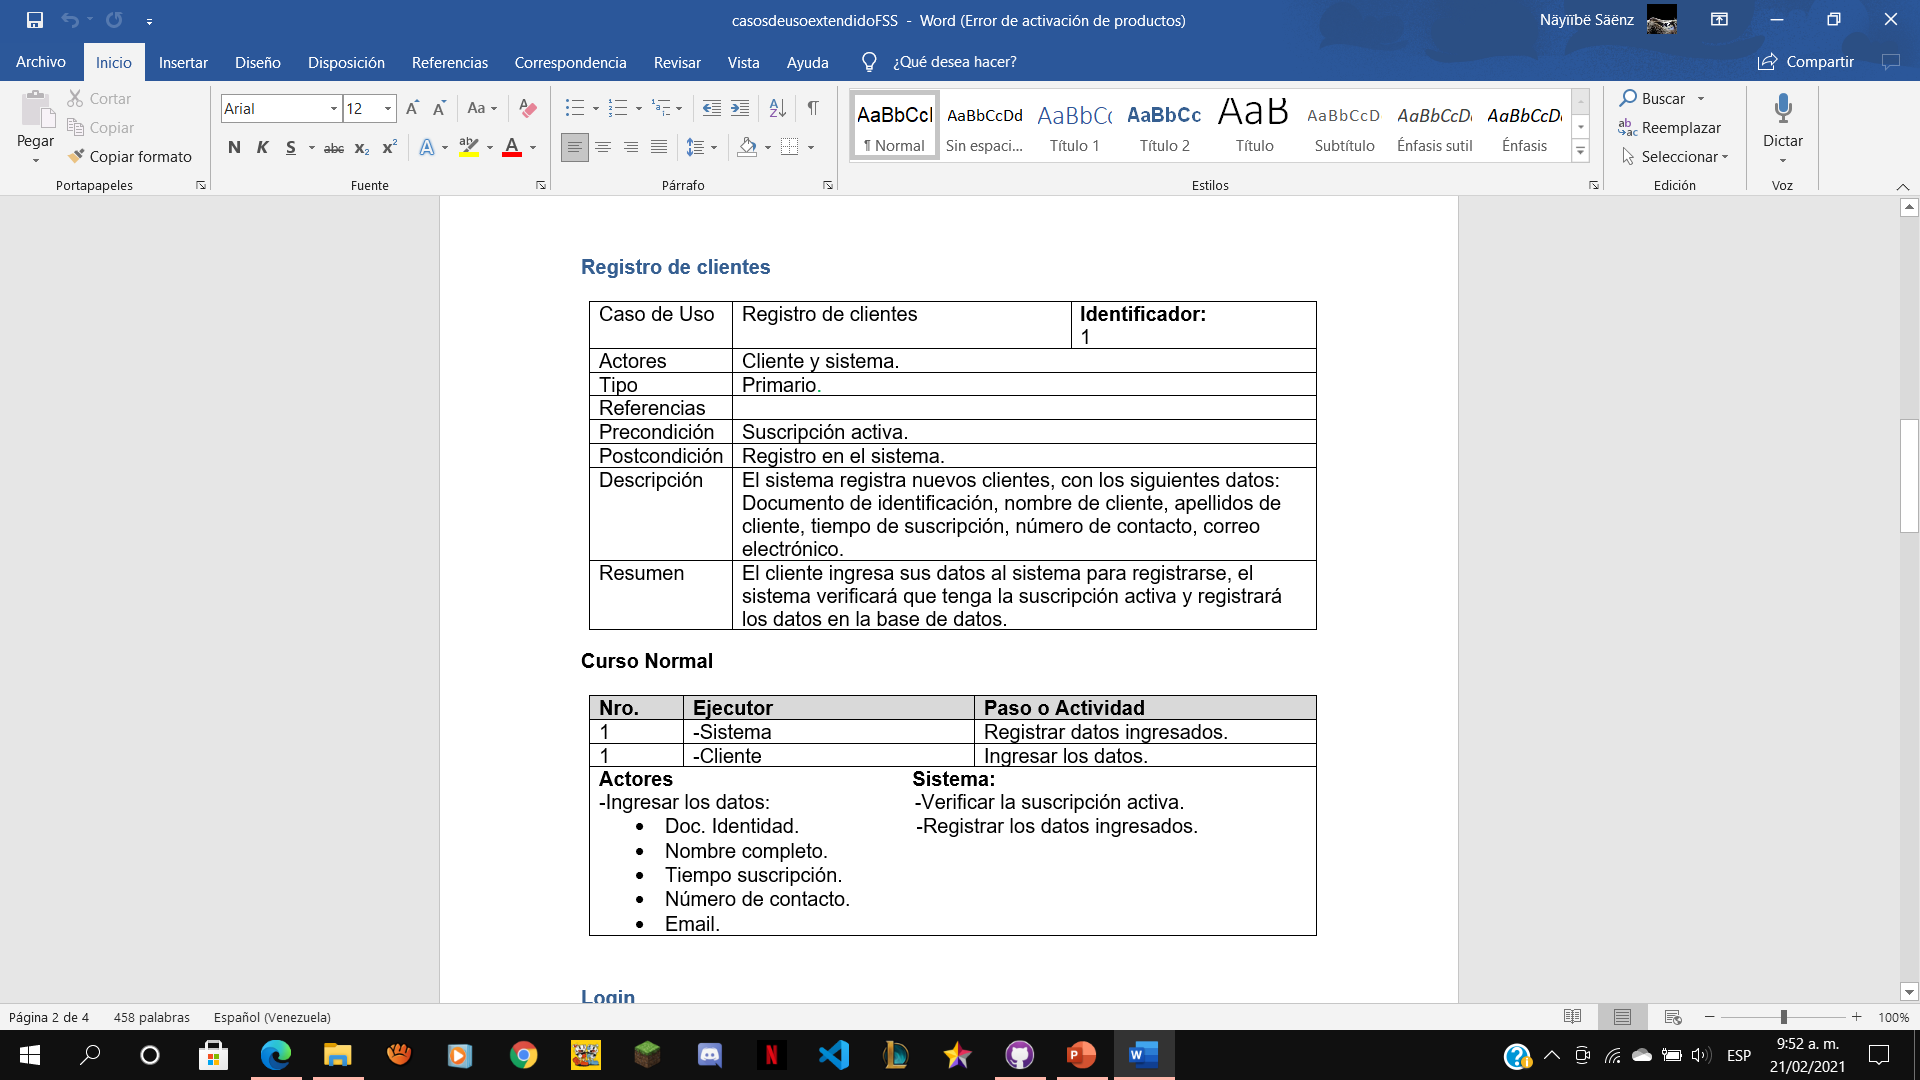 casosdeusoextendidoFSS - Word (Error de activación de productos)
Näyïïbë Säënz
Archivo Inicio Insertar Diseño Disposición Referencias Correspondencia Revisar Vista Ayuda ¿Qué desea hacer? Compartir
Pegar
Cortar
Copiar
Copiar formato
Portapapeles
Arial 12
Aa
N K S abc x₂ x² A ab A
Fuente
Párrafo
AaBbCcI AaBbCcDd AaBbCc AaBbCc AaB AaBbCcD AaBbCcDi AaBbCcDi
¶ Normal Sin espaci... Título 1 Título 2 Título Subtítulo Énfasis sutil Énfasis
Estilos
Buscar
Reemplazar
Seleccionar
Edición
Dictar
Voz
Registro de clientes
Caso de Uso Registro de clientes Identificador:
1
Actores Cliente y sistema.
Tipo Primario.
Referencias
Precondición Suscripción activa.
Postcondición Registro en el sistema.
Descripción El sistema registra nuevos clientes, con los siguientes datos:
Documento de identificación, nombre de cliente, apellidos de
cliente, tiempo de suscripción, número de contacto, correo
electrónico.
Resumen El cliente ingresa sus datos al sistema para registrarse, el
sistema verificará que tenga la suscripción activa y registrará
los datos en la base de datos.
Curso Normal
Nro. Ejecutor Paso o Actividad
1 -Sistema Registrar datos ingresados.
1 -Cliente Ingresar los datos.
Actores Sistema:
-Ingresar los datos: -Verificar la suscripción activa.
• Doc. Identidad. -Registrar los datos ingresados.
• Nombre completo.
• Tiempo suscripción.
• Número de contacto.
• Email.
Login
Página 2 de 4 458 palabras Español (Venezuela) 100%
ESP
9:52 a. m.
21/02/2021